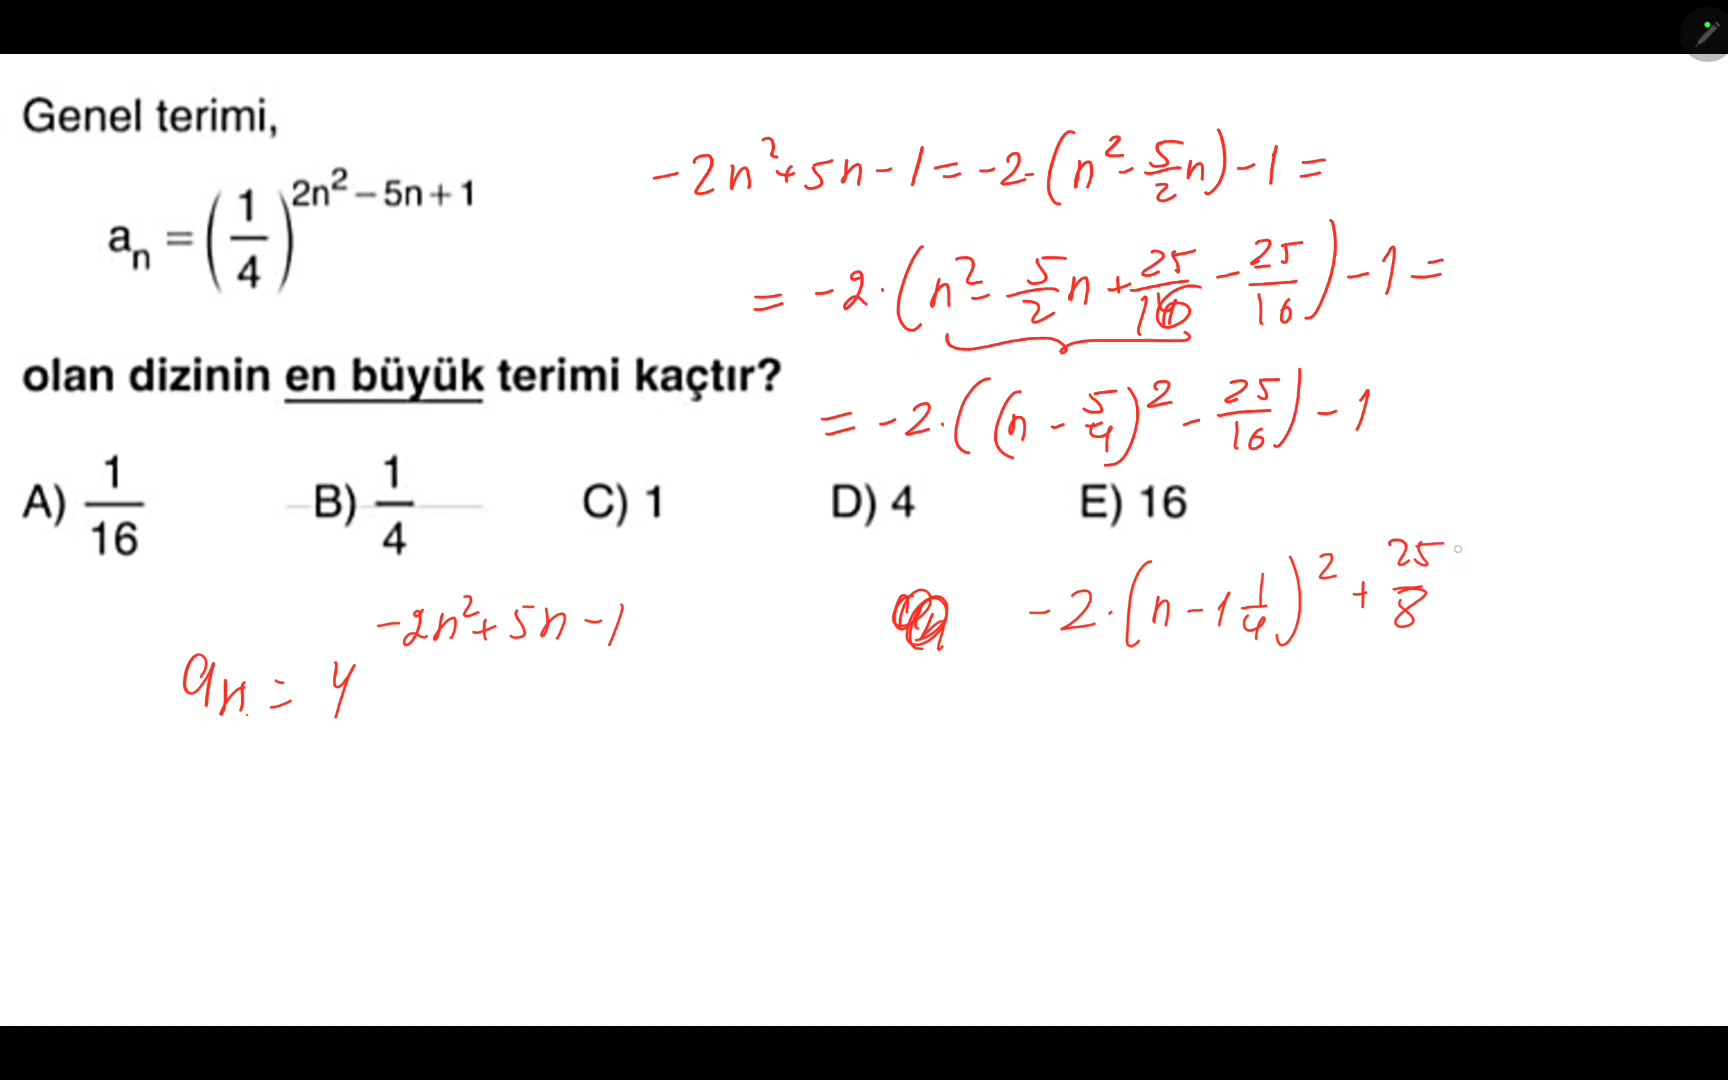 Genel terimi,
aₙ = (1/4)^(2n² − 5n + 1)
olan dizinin en büyük terimi kaçtır?
A) 1/16 B) 1/4 C) 1 D) 4 E) 16
aₙ = 4^(-2n² + 5n - 1)
-2n² + 5n - 1 = -2·(n² - 5/2 n) - 1 =
= -2·(n² - 5/2 n + 25/16 - 25/16) - 1 =
= -2·((n - 5/4)² - 25/16) - 1
-2·(n - 1 1/4)² + 25/8